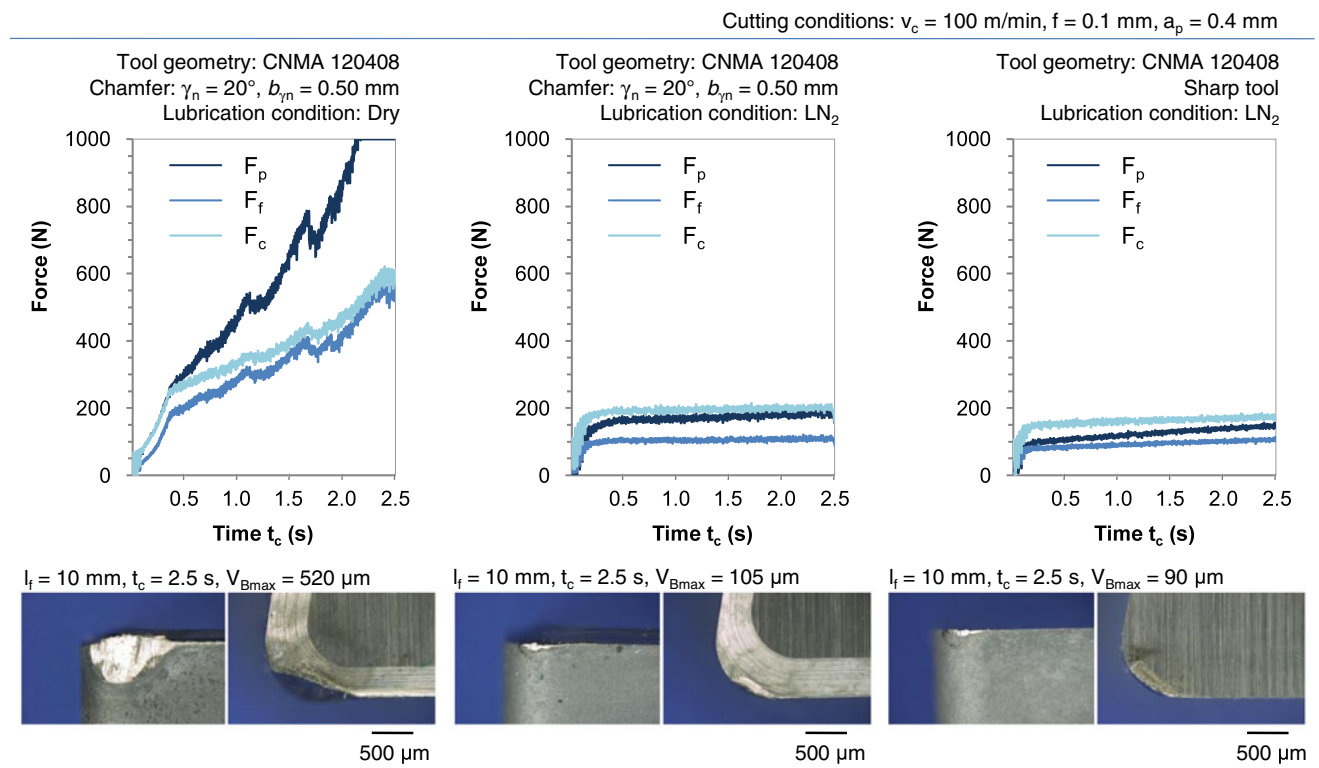 Cutting conditions: v_c = 100 m/min, f = 0.1 mm, a_p = 0.4 mm
Tool geometry: CNMA 120408
Chamfer: γ_n = 20°, b_γn = 0.50 mm
Lubrication condition: Dry
1000
800
600
400
200
0
Force (N)
F_p
F_f
F_c
0.5 1.0 1.5 2.0 2.5
Time t_c (s)
l_f = 10 mm, t_c = 2.5 s, V_Bmax = 520 µm
500 µm
Tool geometry: CNMA 120408
Chamfer: γ_n = 20°, b_γn = 0.50 mm
Lubrication condition: LN₂
1000
800
600
400
200
0
Force (N)
F_p
F_f
F_c
0.5 1.0 1.5 2.0 2.5
Time t_c (s)
l_f = 10 mm, t_c = 2.5 s, V_Bmax = 105 µm
500 µm
Tool geometry: CNMA 120408
Sharp tool
Lubrication condition: LN₂
1000
800
600
400
200
0
Force (N)
F_p
F_f
F_c
0.5 1.0 1.5 2.0 2.5
Time t_c (s)
l_f = 10 mm, t_c = 2.5 s, V_Bmax = 90 µm
500 µm